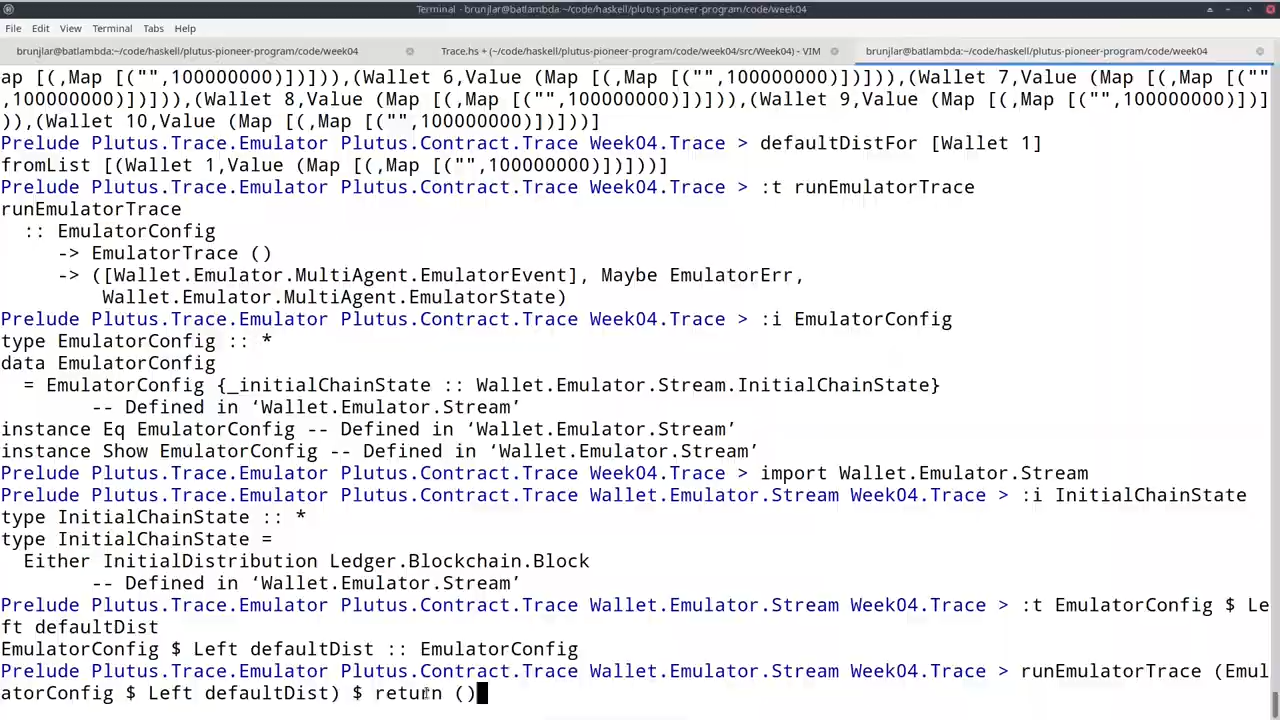 Terminal - brunjlar@batlambda:~/code/haskell/plutus-pioneer-program/code/week04
File Edit View Terminal Tabs Help
brunjlar@batlambda:~/code/haskell/plutus-pioneer-program/code/week04 Trace.hs + (~/code/haskell/plutus-pioneer-program/code/week04/src/Week04) - VIM brunjlar@batlambda:~/code/haskell/plutus-pioneer-program/code/week04
ap [(,Map [("",100000000)])])),(Wallet 6,Value (Map [(,Map [("",100000000)])])),(Wallet 7,Value (Map [(,Map [(""
,100000000)])])),(Wallet 8,Value (Map [(,Map [("",100000000)])])),(Wallet 9,Value (Map [(,Map [("",100000000)])]
)),(Wallet 10,Value (Map [(,Map [("",100000000)])]))]
Prelude Plutus.Trace.Emulator Plutus.Contract.Trace Week04.Trace > defaultDistFor [Wallet 1]
fromList [(Wallet 1,Value (Map [(,Map [("",100000000)])]))]
Prelude Plutus.Trace.Emulator Plutus.Contract.Trace Week04.Trace > :t runEmulatorTrace
runEmulatorTrace
  :: EmulatorConfig
     -> EmulatorTrace ()
     -> ([Wallet.Emulator.MultiAgent.EmulatorEvent], Maybe EmulatorErr,
         Wallet.Emulator.MultiAgent.EmulatorState)
Prelude Plutus.Trace.Emulator Plutus.Contract.Trace Week04.Trace > :i EmulatorConfig
type EmulatorConfig :: *
data EmulatorConfig
  = EmulatorConfig {_initialChainState :: Wallet.Emulator.Stream.InitialChainState}
        -- Defined in ‘Wallet.Emulator.Stream’
instance Eq EmulatorConfig -- Defined in ‘Wallet.Emulator.Stream’
instance Show EmulatorConfig -- Defined in ‘Wallet.Emulator.Stream’
Prelude Plutus.Trace.Emulator Plutus.Contract.Trace Week04.Trace > import Wallet.Emulator.Stream
Prelude Plutus.Trace.Emulator Plutus.Contract.Trace Wallet.Emulator.Stream Week04.Trace > :i InitialChainState
type InitialChainState :: *
type InitialChainState =
  Either InitialDistribution Ledger.Blockchain.Block
        -- Defined in ‘Wallet.Emulator.Stream’
Prelude Plutus.Trace.Emulator Plutus.Contract.Trace Wallet.Emulator.Stream Week04.Trace > :t EmulatorConfig $ Le
ft defaultDist
EmulatorConfig $ Left defaultDist :: EmulatorConfig
Prelude Plutus.Trace.Emulator Plutus.Contract.Trace Wallet.Emulator.Stream Week04.Trace > runEmulatorTrace (Emul
atorConfig $ Left defaultDist) $ return ()